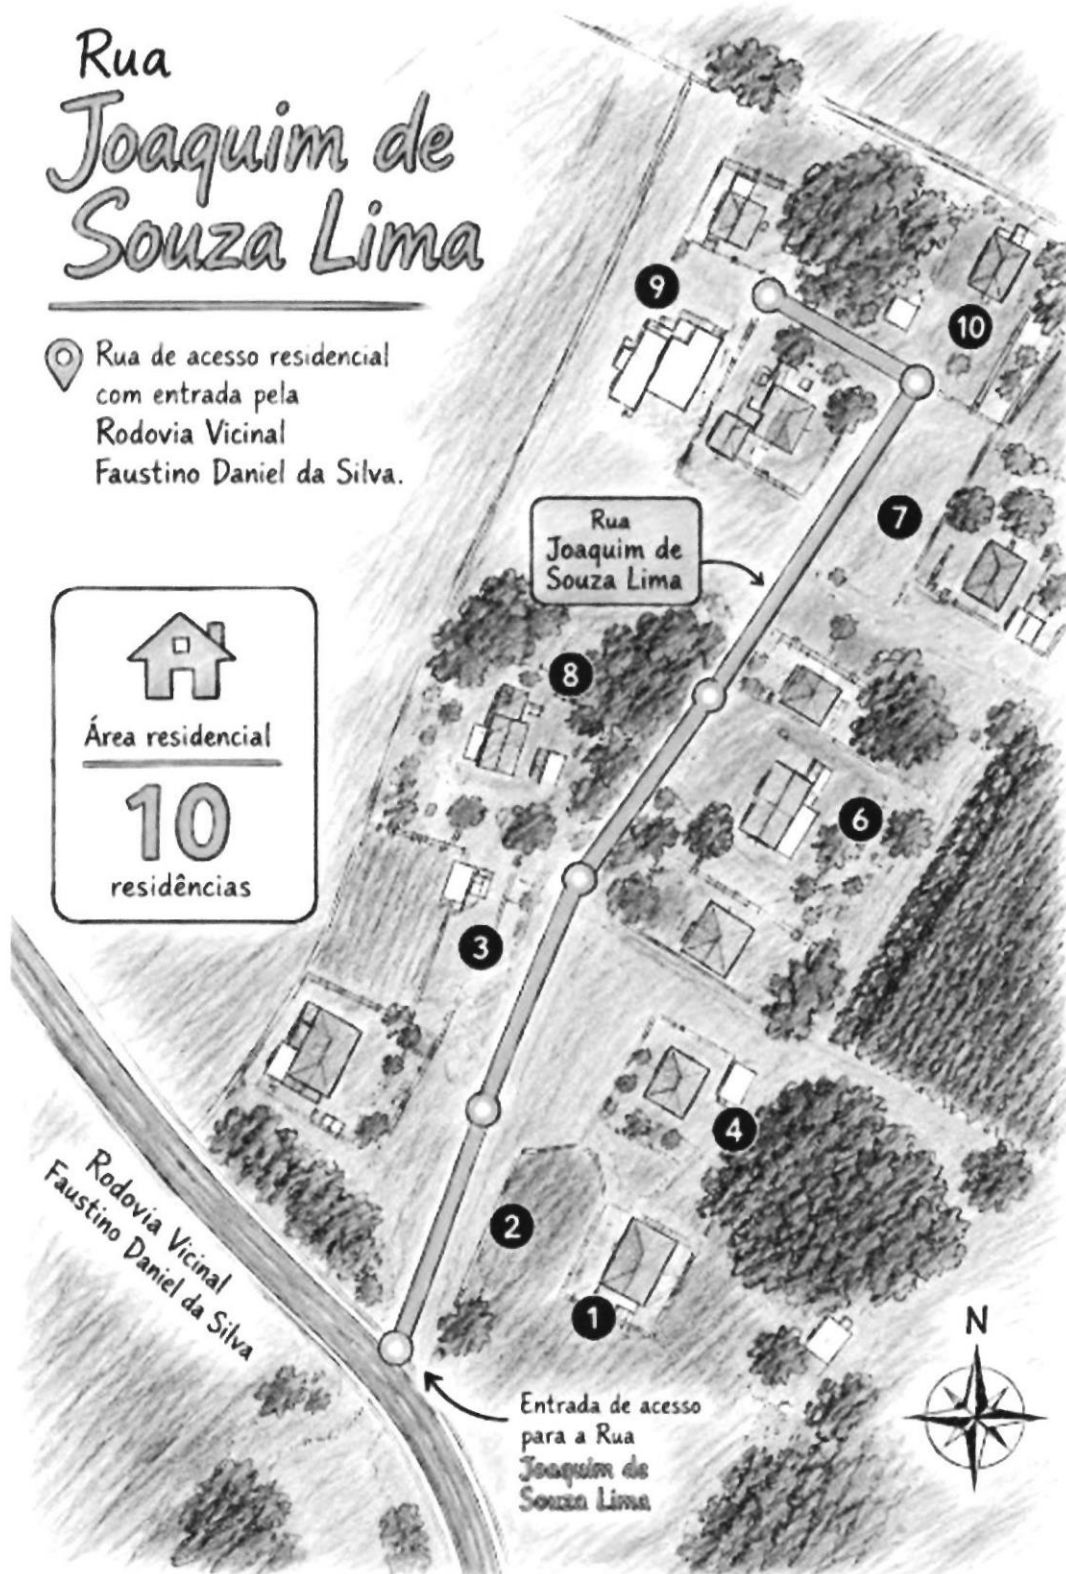 Rua
Joaquim de
Souza Lima
Rua de acesso residencial
com entrada pela
Rodovia Vicinal
Faustino Daniel da Silva.
9
10
7
Rua
Joaquim de
Souza Lima
8
Área residencial
10
residências
6
3
4
2
1
Rodovia Vicinal
Faustino Daniel da Silva
N
Entrada de acesso
para a Rua
Joaquim de
Souza Lima